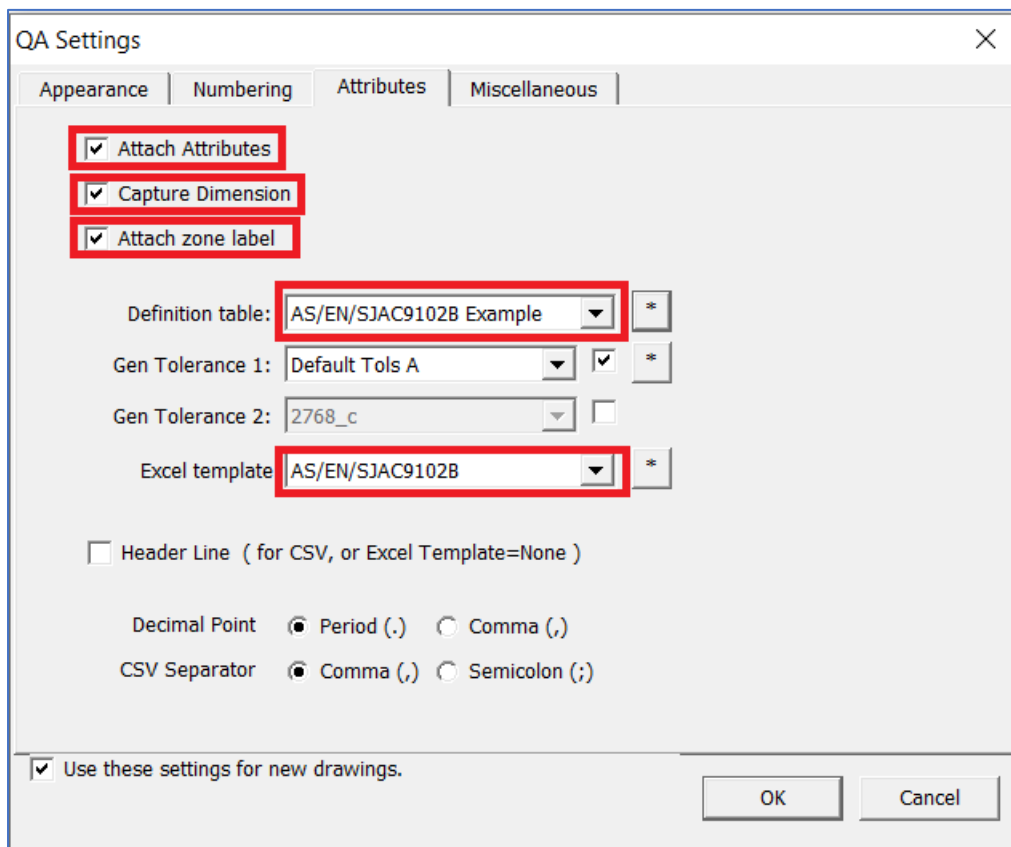 QA Settings
Appearance Numbering Attributes Miscellaneous
Attach Attributes
Capture Dimension
Attach zone label
Definition table: AS/EN/SJAC9102B Example *
Gen Tolerance 1: Default Tols A *
Gen Tolerance 2: 2768_c
Excel template AS/EN/SJAC9102B *
Header Line ( for CSV, or Excel Template=None )
Decimal Point Period (.) Comma (,)
CSV Separator Comma (,) Semicolon (;)
Use these settings for new drawings.
OK Cancel